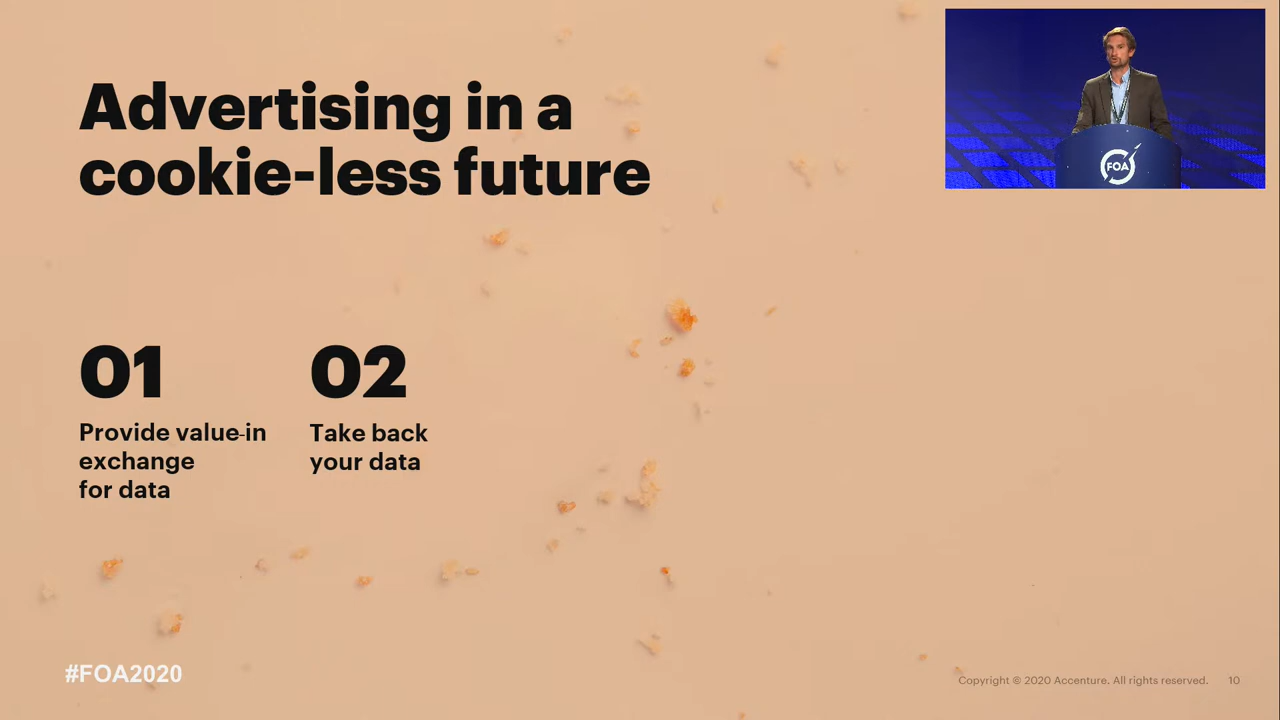 Advertising in a
cookie-less future
FOA
01
02
Provide value-in
exchange
for data
Take back
your data
#FOA2020
Copyright © 2020 Accenture. All rights reserved. 10